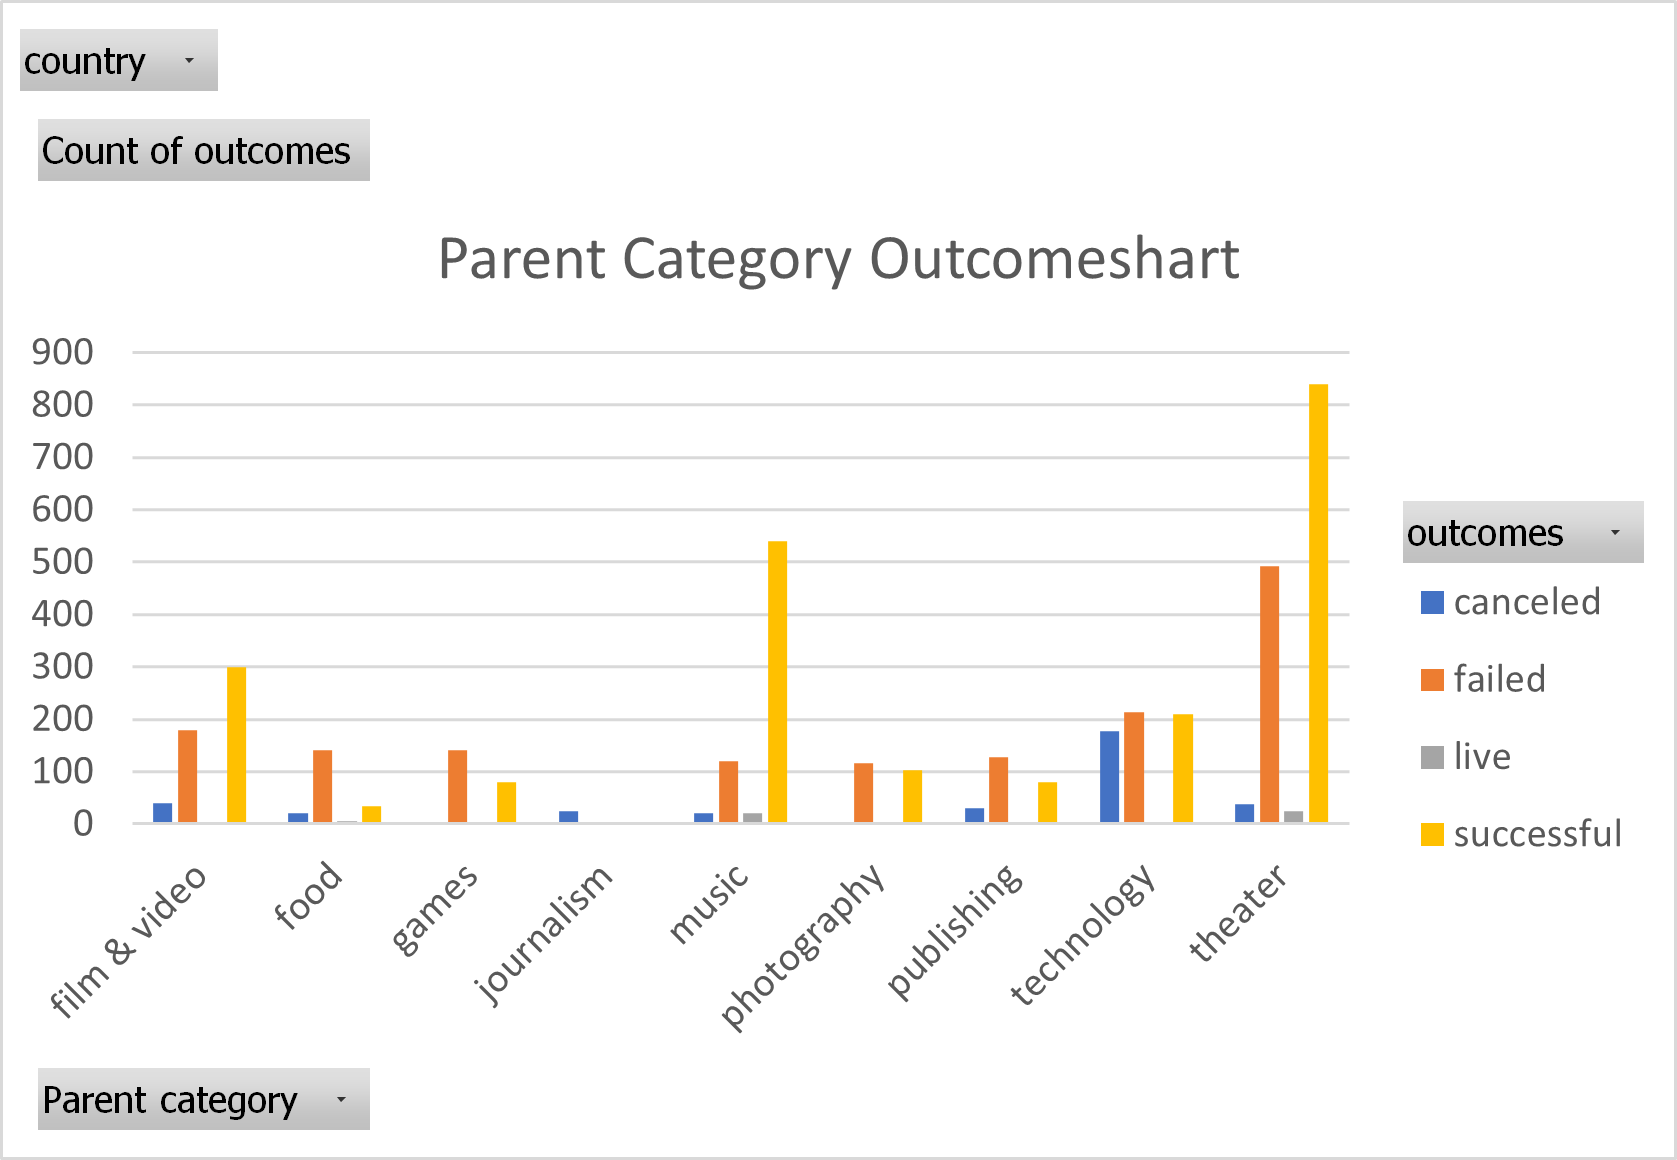 country
Count of outcomes
Parent Category Outcomeshart
900
800
700
600
500
400
300
200
100
0
film & video
food
games
journalism
music
photography
publishing
technology
theater
outcomes
canceled
failed
live
successful
Parent category